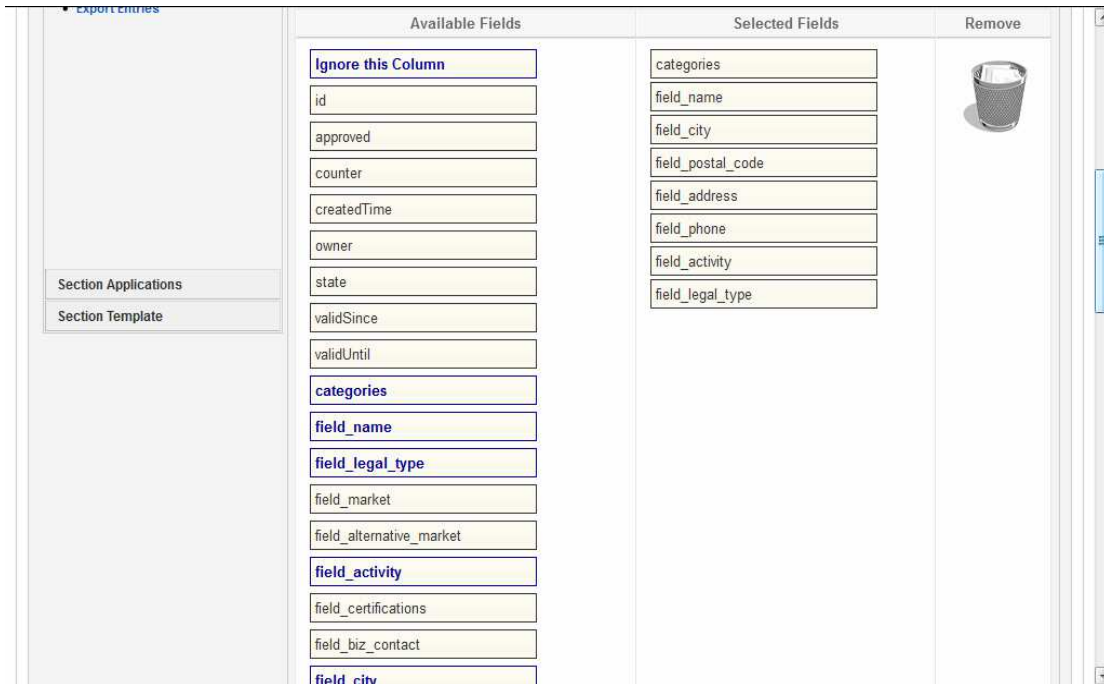 Export Entries
Available Fields
Selected Fields
Remove
Ignore this Column
id
approved
counter
createdTime
owner
state
validSince
validUntil
categories
field_name
field_legal_type
field_market
field_alternative_market
field_activity
field_certifications
field_biz_contact
field_city
categories
field_name
field_city
field_postal_code
field_address
field_phone
field_activity
field_legal_type
Section Applications
Section Template